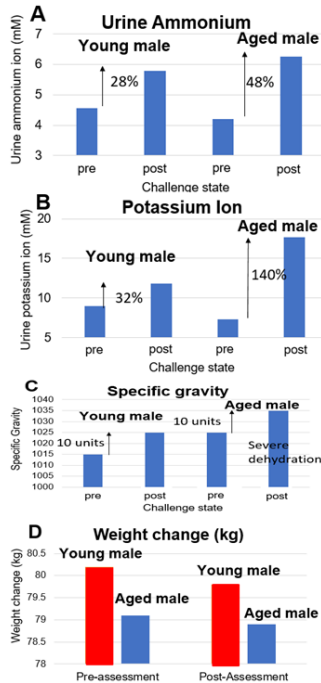 A
Urine Ammonium
Urine ammonium ion (mM)
7
6
5
4
3
Young male
28%
Aged male
48%
pre
post
pre
post
Challenge state
B
Potassium Ion
Urine potassium ion (mM)
20
15
10
5
Young male
32%
Aged male
140%
pre
post
pre
post
Challenge state
C
Specific gravity
Specific Gravity
1040
1035
1030
1025
1020
1015
1010
1005
1000
Young male
10 units
Aged male
10 units
Severe
dehydration
pre
post
pre
post
Challenge state
D
Weight change (kg)
Weight change (kg)
80.5
80
79.5
79
78.5
78
Young male
Aged male
Young male
Aged male
Pre-assessment
Post-Assessment